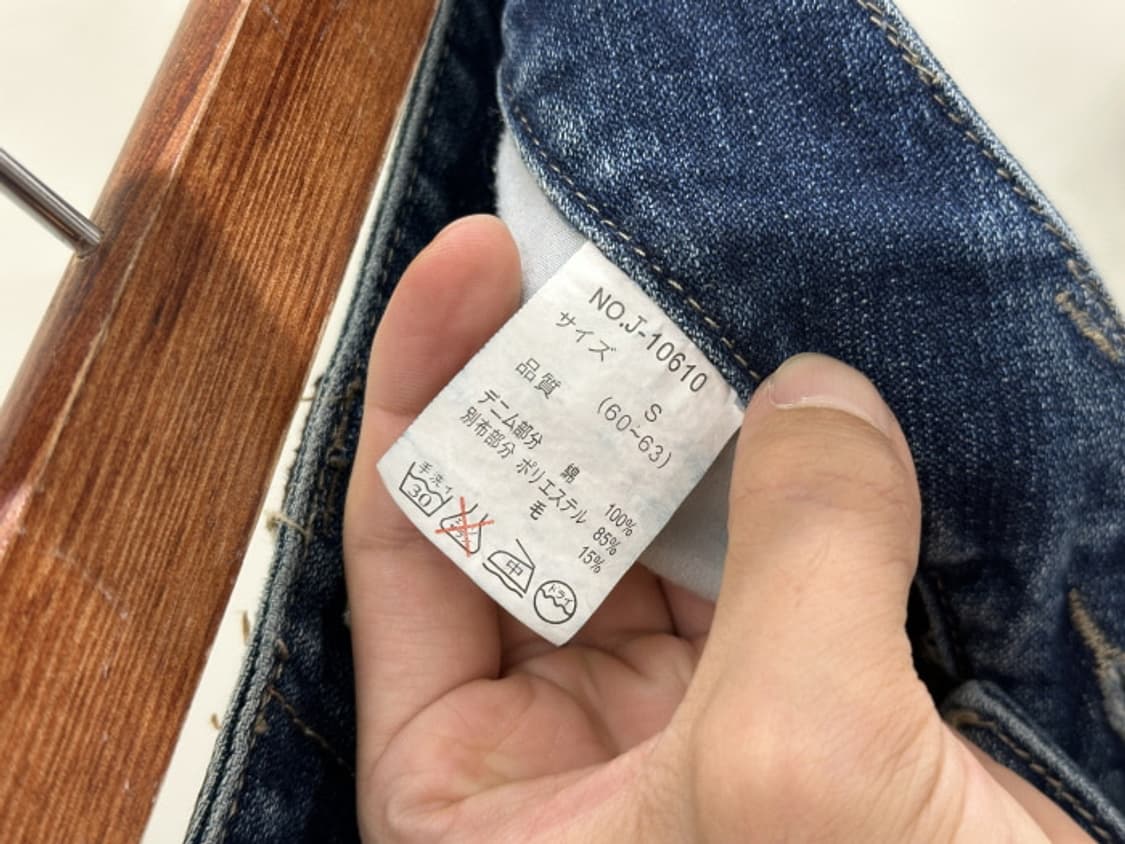 NO.J-10610
サイズ S
(60~63)
品質
デニム部分 綿 100%
別布部分 ポリエステル 85%
毛 15%
手洗イ
30
中
ドライ